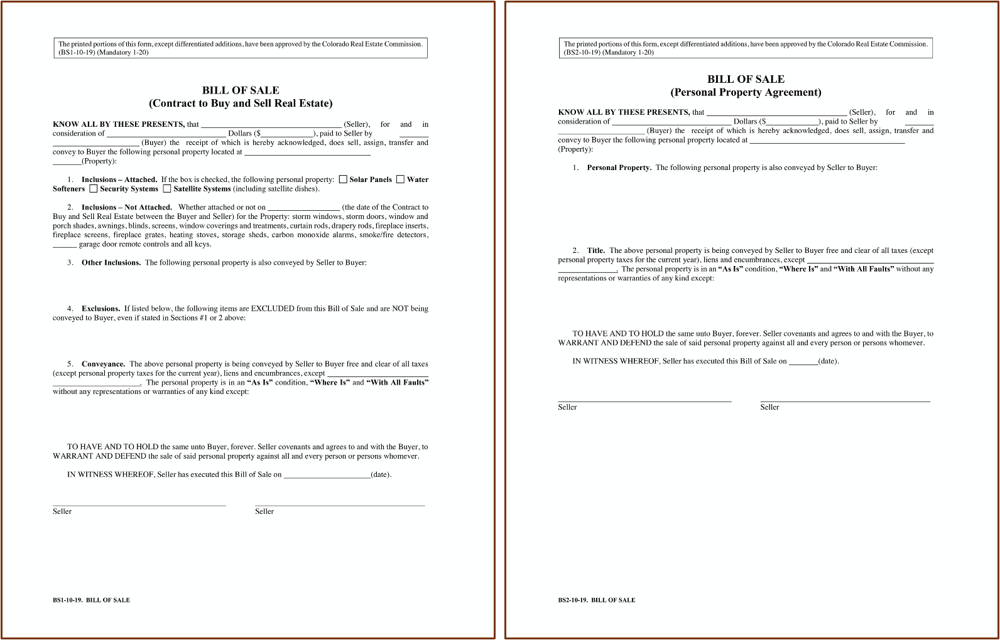 The printed portions of this form, except differentiated additions, have been approved by the Colorado Real Estate Commission.
(BS1-10-19) (Mandatory 1-20)
BILL OF SALE
(Contract to Buy and Sell Real Estate)
KNOW ALL BY THESE PRESENTS, that ____________________________________ (Seller), for and in
consideration of ______________________________ Dollars ($_____________), paid to Seller by _______
______________________ (Buyer) the receipt of which is hereby acknowledged, does sell, assign, transfer and
convey to Buyer the following personal property located at ________________________________
_______(Property):
1. Inclusions – Attached. If the box is checked, the following personal property: ☐ Solar Panels ☐ Water
Softeners ☐ Security Systems ☐ Satellite Systems (including satellite dishes).
2. Inclusions – Not Attached. Whether attached or not on __________________ (the date of the Contract to
Buy and Sell Real Estate between the Buyer and Seller) for the Property: storm windows, storm doors, window and
porch shades, awnings, blinds, screens, window coverings and treatments, curtain rods, drapery rods, fireplace inserts,
fireplace screens, fireplace grates, heating stoves, storage sheds, carbon monoxide alarms, smoke/fire detectors,
______ garage door remote controls and all keys.
3. Other Inclusions. The following personal property is also conveyed by Seller to Buyer:
4. Exclusions. If listed below, the following items are EXCLUDED from this Bill of Sale and are NOT being
conveyed to Buyer, even if stated in Sections #1 or 2 above:
5. Conveyance. The above personal property is being conveyed by Seller to Buyer free and clear of all taxes
(except personal property taxes for the current year), liens and encumbrances, except _________________________
______________________. The personal property is in an “As Is” condition, “Where Is” and “With All Faults”
without any representations or warranties of any kind except:
TO HAVE AND TO HOLD the same unto Buyer, forever. Seller covenants and agrees to and with the Buyer, to
WARRANT AND DEFEND the sale of said personal property against all and every person or persons whomever.
IN WITNESS WHEREOF, Seller has executed this Bill of Sale on ______________________(date).
Seller Seller
BS1-10-19. BILL OF SALE
The printed portions of this form, except differentiated additions, have been approved by the Colorado Real Estate Commission.
(BS2-10-19) (Mandatory 1-20)
BILL OF SALE
(Personal Property Agreement)
KNOW ALL BY THESE PRESENTS, that ____________________________________ (Seller), for and in
consideration of ______________________________ Dollars ($_____________), paid to Seller by _______
______________________ (Buyer) the receipt of which is hereby acknowledged, does sell, assign, transfer and
convey to Buyer the following personal property located at _______________________________________
(Property):
1. Personal Property. The following personal property is also conveyed by Seller to Buyer:
2. Title. The above personal property is being conveyed by Seller to Buyer free and clear of all taxes (except
personal property taxes for the current year), liens and encumbrances, except ________________________________
_______________. The personal property is in an “As Is” condition, “Where Is” and “With All Faults” without any
representations or warranties of any kind except:
TO HAVE AND TO HOLD the same unto Buyer, forever. Seller covenants and agrees to and with the Buyer, to
WARRANT AND DEFEND the sale of said personal property against all and every person or persons whomever.
IN WITNESS WHEREOF, Seller has executed this Bill of Sale on _______(date).
Seller Seller
BS2-10-19. BILL OF SALE